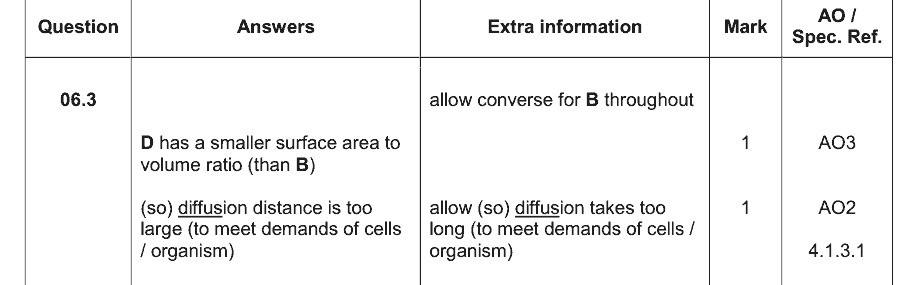 Question Answers Extra information Mark AO /
Spec. Ref.
06.3 allow converse for B throughout
D has a smaller surface area to 1 AO3
volume ratio (than B)
(so) diffusion distance is too allow (so) diffusion takes too 1 AO2
large (to meet demands of cells long (to meet demands of cells /
/ organism) organism) 4.1.3.1